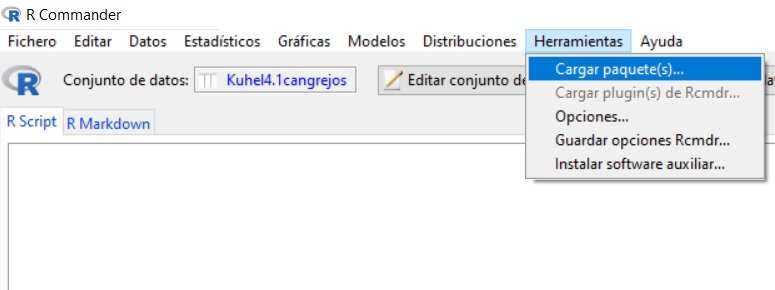 R Commander
Fichero Editar Datos Estadísticos Gráficas Modelos Distribuciones Herramientas Ayuda
Conjunto de datos: Kuhel4.1cangrejos Editar conjunto de
Cargar paquete(s)...
Cargar plugin(s) de Rcmdr...
Opciones...
Guardar opciones Rcmdr...
Instalar software auxiliar...
R Script R Markdown